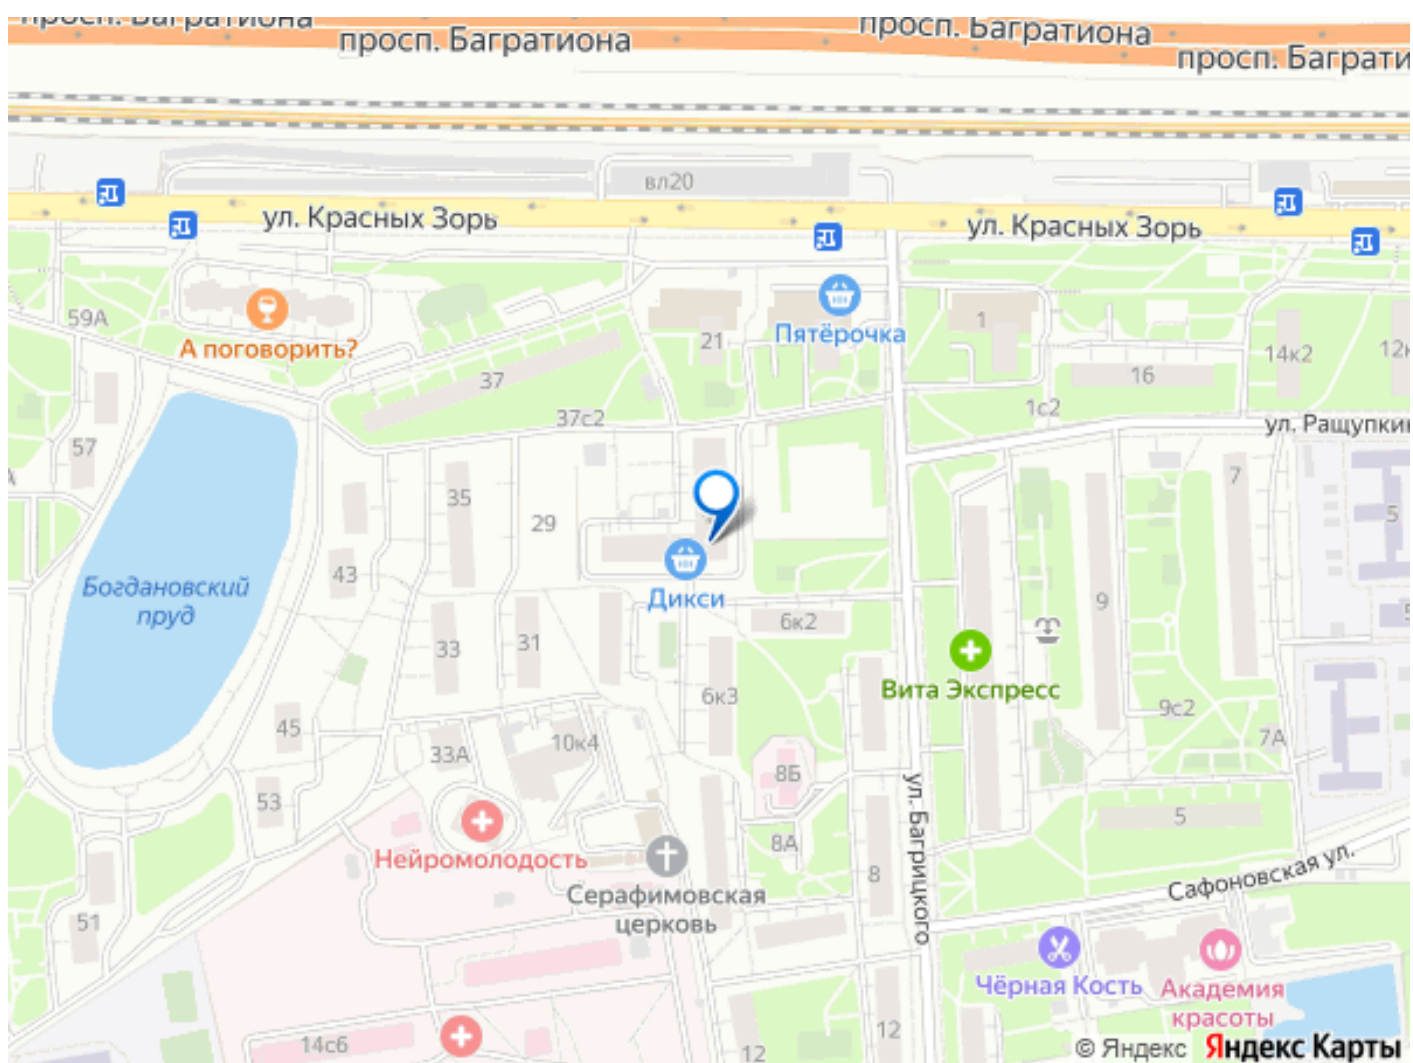 просп. Багратиона
просп. Багратиона
просп. Багратиона
просп. Баграти
вл20
ул. Красных Зорь
ул. Красных Зорь
59А
А поговорить?
21
Пятёрочка
1
14к2
12к
37
16
37с2
1с2
ул. Ращупкин
57
35
29
7
5
Богдановский
пруд
43
Дикси
6к2
9
33
31
Вита Экспресс
6к3
9с2
45
33А
10к4
7А
53
8Б
ул. Багрицкого
5
Нейромолодость
8А
8
Сафоновская ул.
Серафимовская
церковь
51
Чёрная Кость
Академия
красоты
14с6
12
12
© Яндекс Яндекс Карты